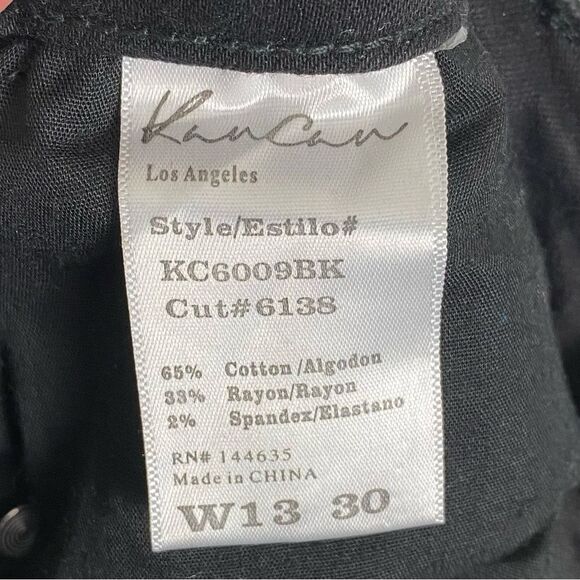 KanCan
Los Angeles
Style/Estilo#
KC6009BK
Cut#6138
65% Cotton/Algodon
33% Rayon/Rayon
2% Spandex/Elastano
RN# 144635
Made in CHINA
W13 30